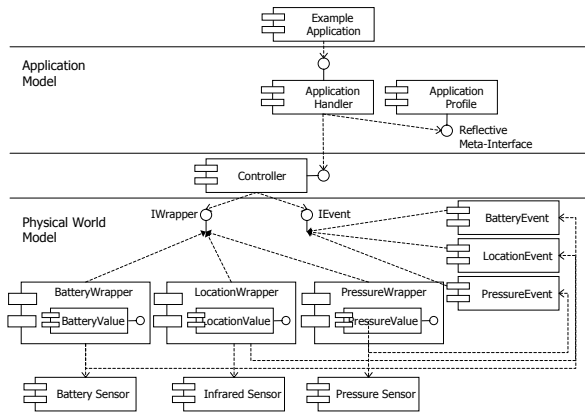 Example
Application
Application
Model
Application
Handler
Application
Profile
Reflective
Meta-Interface
Controller
Physical World
Model
IWrapper
IEvent
BatteryEvent
LocationEvent
PressureEvent
BatteryWrapper
BatteryValue
LocationWrapper
LocationValue
PressureWrapper
PressureValue
Battery Sensor
Infrared Sensor
Pressure Sensor